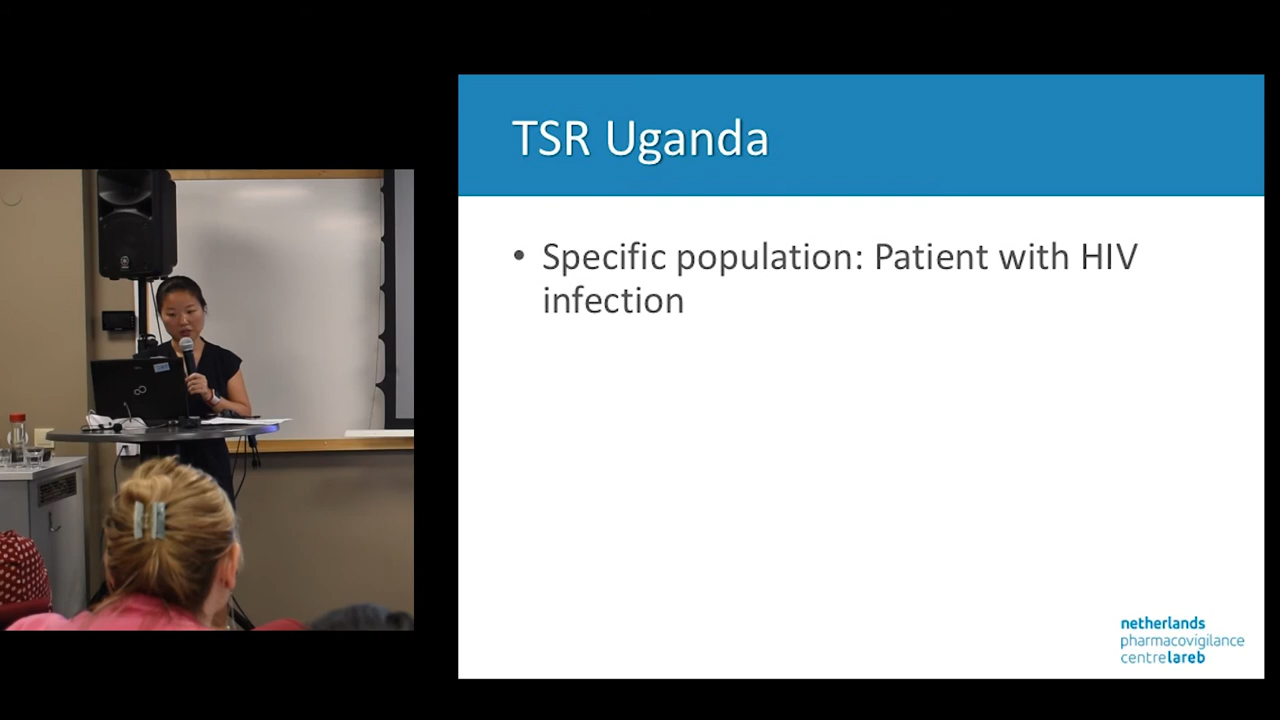 TSR Uganda
• Specific population: Patient with HIV
infection
netherlands
pharmacovigilance
centre lareb